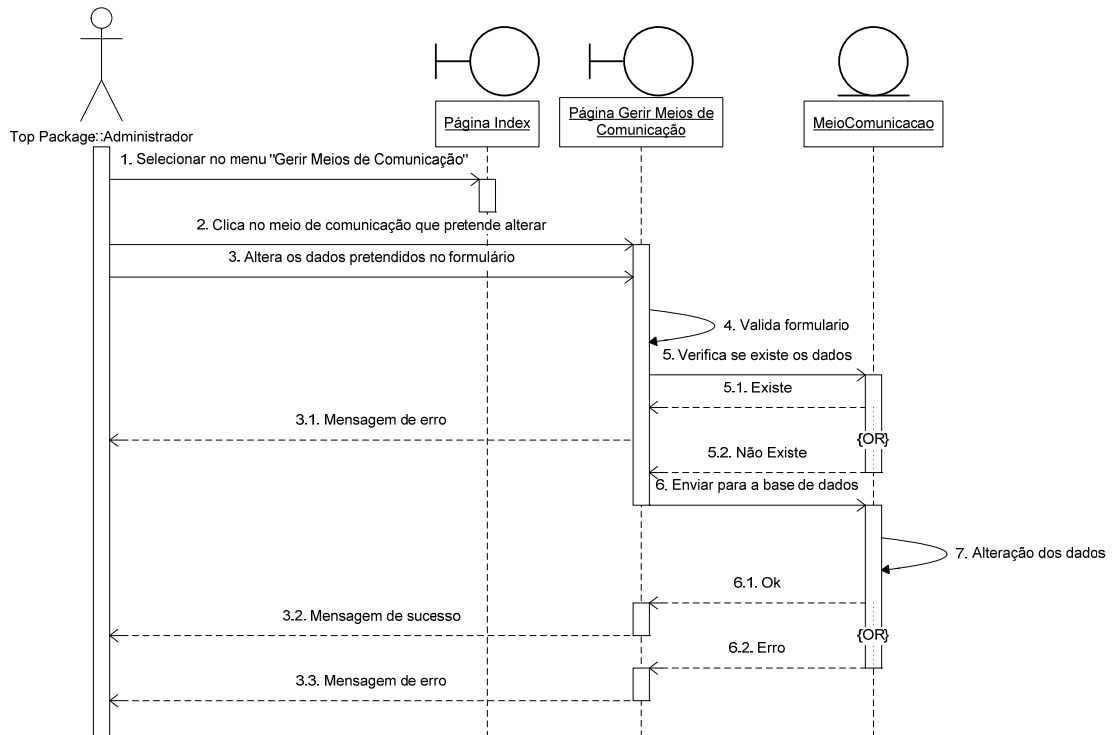 Top Package::Administrador
Página Index
Página Gerir Meios de
Comunicação
MeioComunicacao
1. Selecionar no menu "Gerir Meios de Comunicação"
2. Clica no meio de comunicação que pretende alterar
3. Altera os dados pretendidos no formulário
4. Valida formulario
5. Verifica se existe os dados
5.1. Existe
3.1. Mensagem de erro
{OR}
5.2. Não Existe
6. Enviar para a base de dados
7. Alteração dos dados
6.1. Ok
3.2. Mensagem de sucesso
{OR}
6.2. Erro
3.3. Mensagem de erro